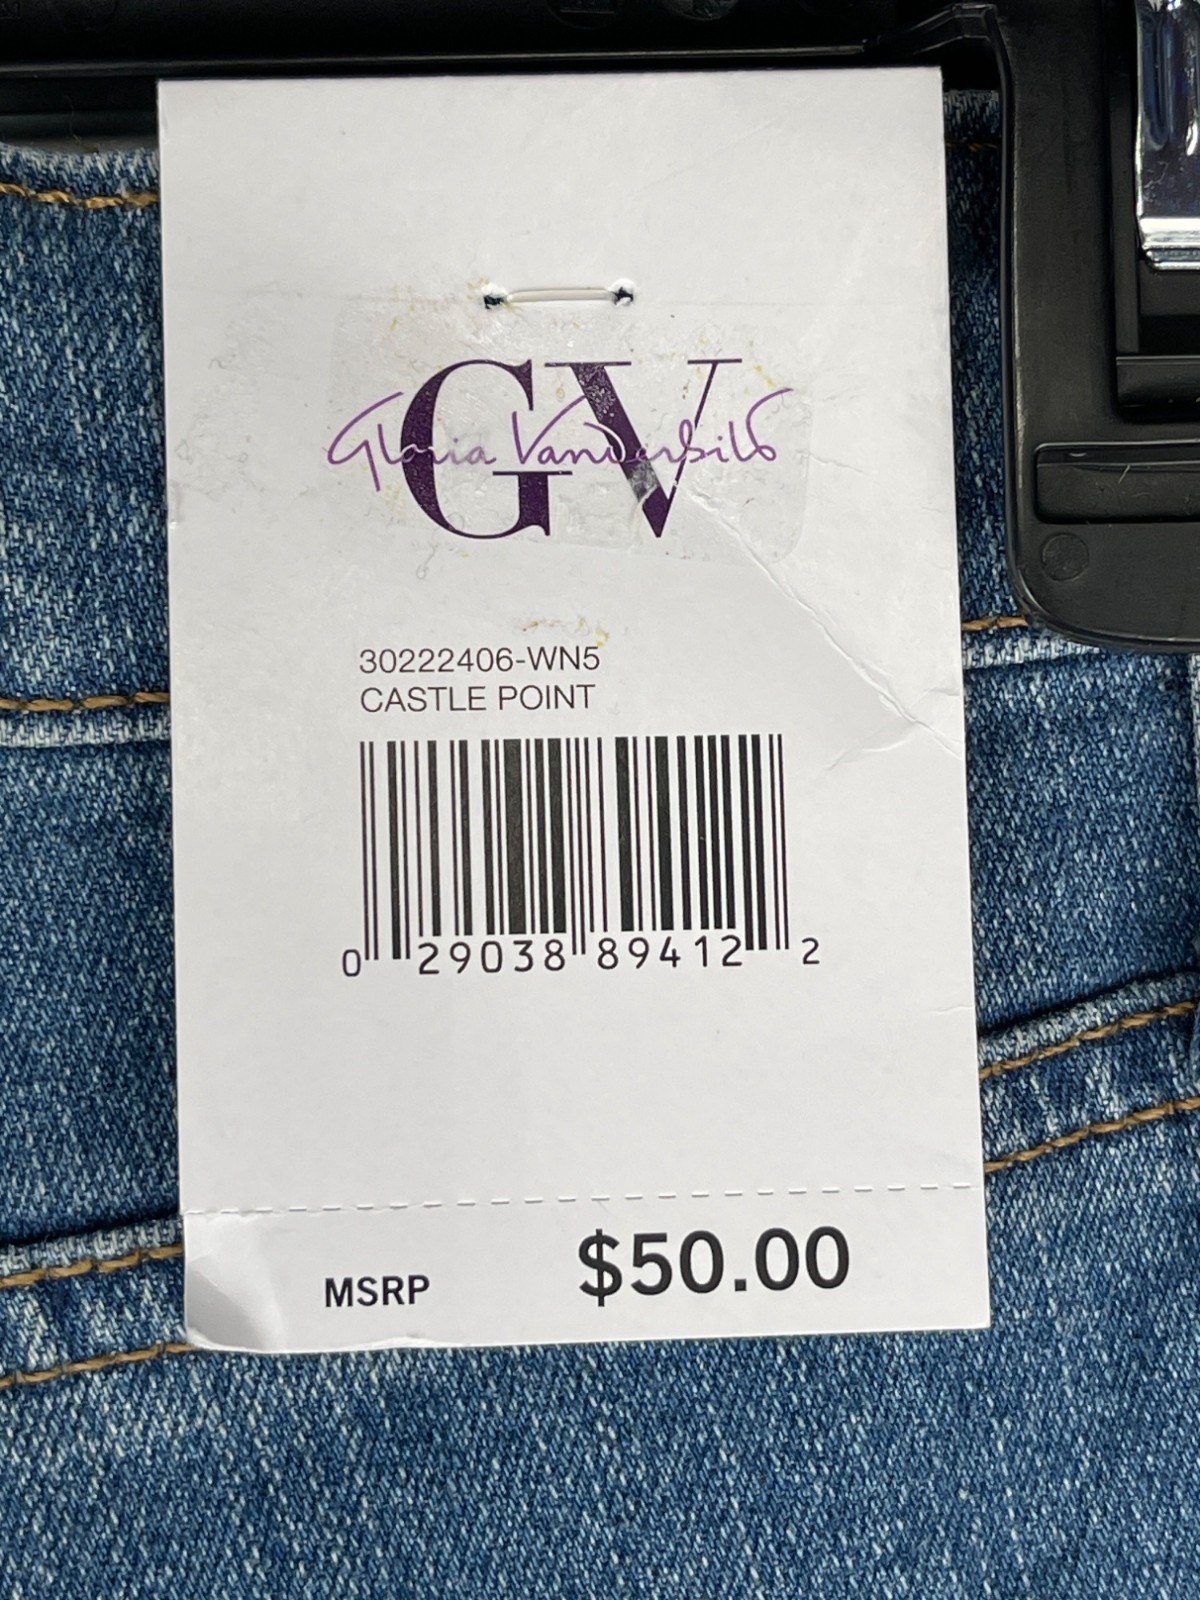 GV
Gloria Vanderbilt
30222406-WN5
CASTLE POINT
0 29038 89412 2
MSRP $50.00